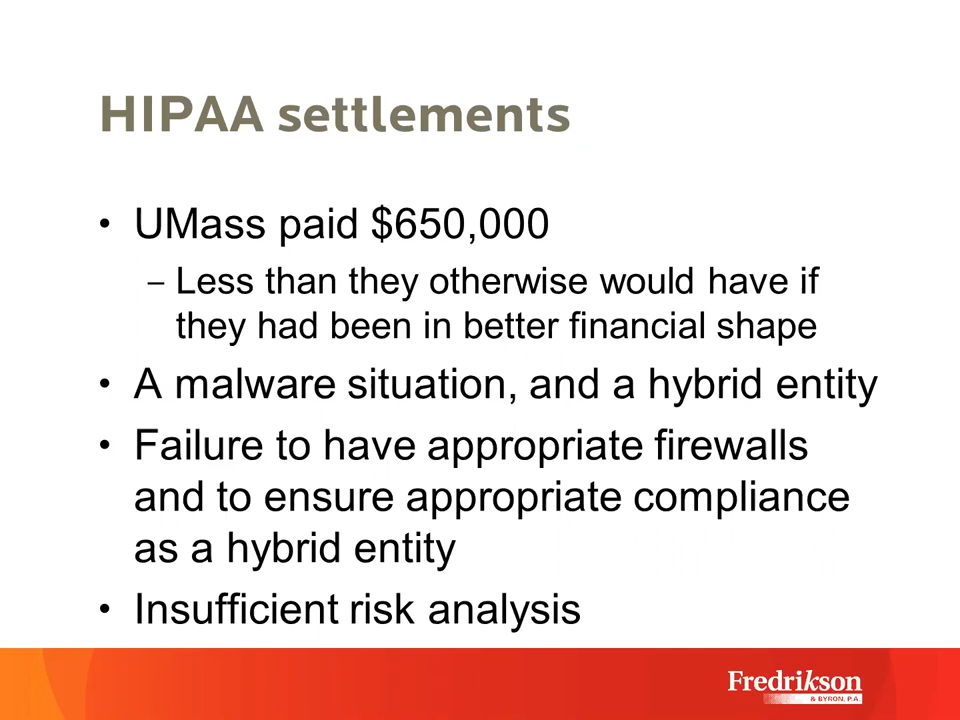 HIPAA settlements
• UMass paid $650,000
– Less than they otherwise would have if
they had been in better financial shape
• A malware situation, and a hybrid entity
• Failure to have appropriate firewalls
and to ensure appropriate compliance
as a hybrid entity
• Insufficient risk analysis
Fredrikson
& BYRON, P.A.